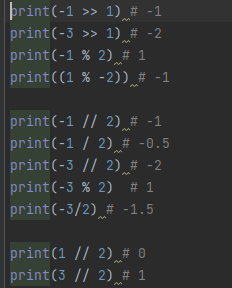 print(-1 >> 1) # -1
print(-3 >> 1) # -2
print(-1 % 2) # 1
print((1 % -2)) # -1
print(-1 // 2) # -1
print(-1 / 2) # -0.5
print(-3 // 2) # -2
print(-3 % 2)  # 1
print(-3/2) # -1.5
print(1 // 2) # 0
print(3 // 2) # 1